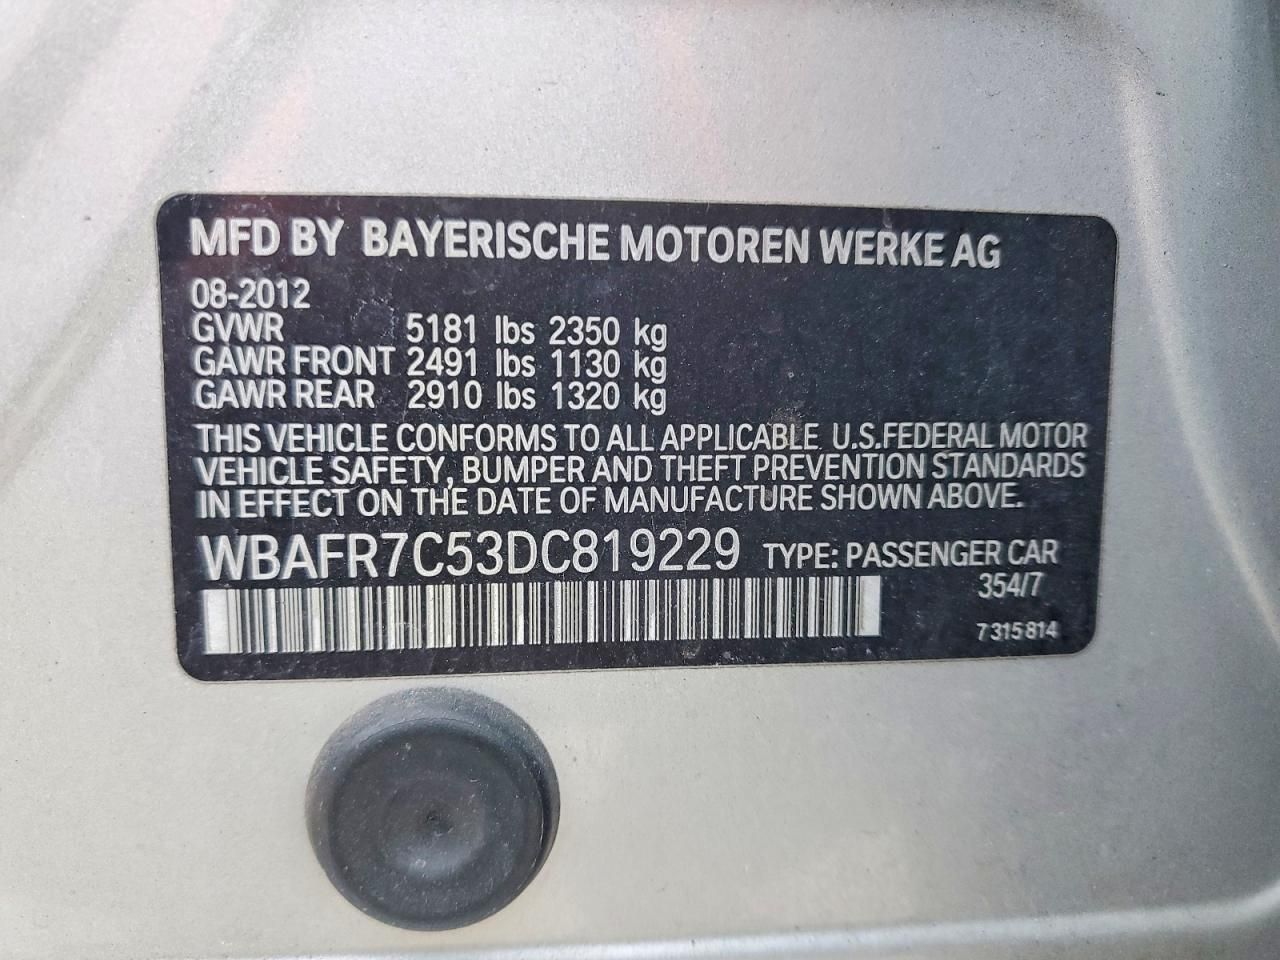 MFD BY BAYERISCHE MOTOREN WERKE AG
08-2012
GVWR 5181 lbs 2350 kg
GAWR FRONT 2491 lbs 1130 kg
GAWR REAR 2910 lbs 1320 kg
THIS VEHICLE CONFORMS TO ALL APPLICABLE U.S.FEDERAL MOTOR
VEHICLE SAFETY, BUMPER AND THEFT PREVENTION STANDARDS
IN EFFECT ON THE DATE OF MANUFACTURE SHOWN ABOVE.
WBAFR7C53DC819229 TYPE: PASSENGER CAR
354/7
7 315 814